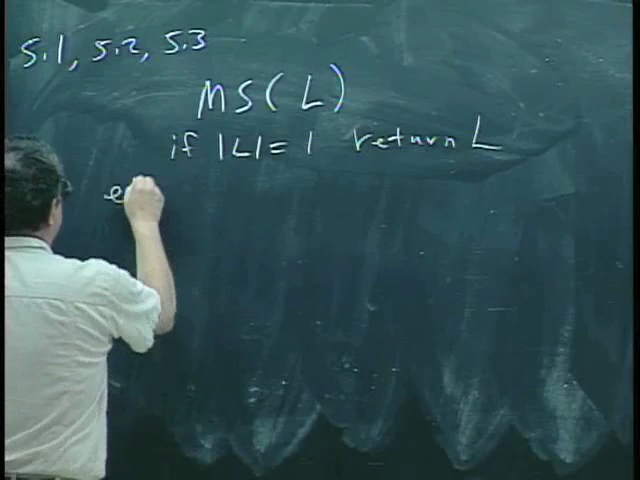 5.1, 5.2, 5.3
MS(L)
if |L|=1 return L
e